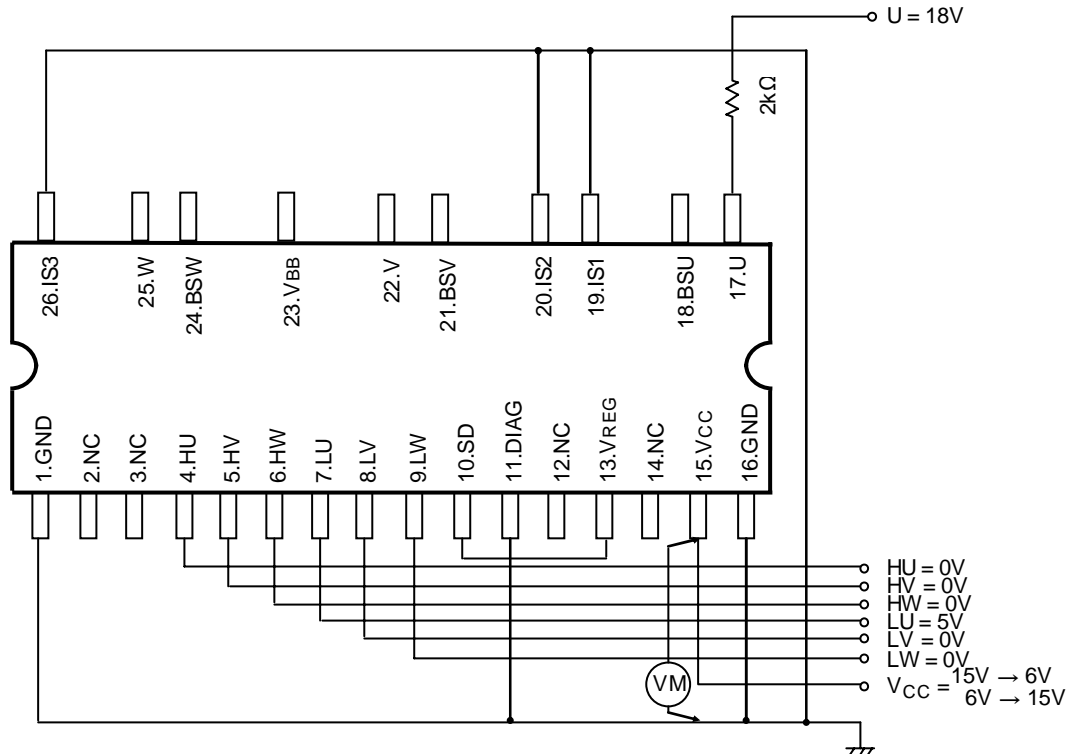 U = 18V
2kΩ
26.IS3
25.W
24.BSW
23.VBB
22.V
21.BSV
20.IS2
19.IS1
18.BSU
17.U
1.GND
2.NC
3.NC
4.HU
5.HV
6.HW
7.LU
8.LV
9.LW
10.SD
11.DIAG
12.NC
13.VREG
14.NC
15.VCC
16.GND
HU = 0V
HV = 0V
HW = 0V
LU = 5V
LV = 0V
LW = 0V
VM
VCC = 15V → 6V
6V → 15V